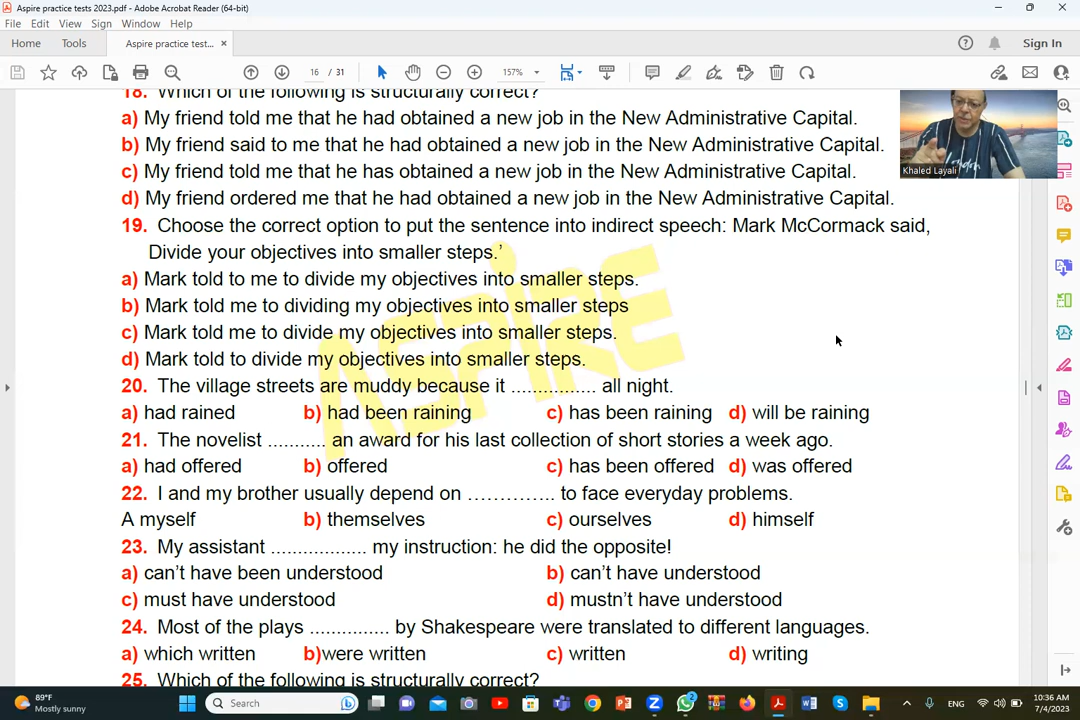 Aspire practice tests 2023.pdf - Adobe Acrobat Reader (64-bit)
File Edit View Sign Window Help
Home Tools Aspire practice test... × Sign In
16 / 31 157%
18. Which of the following is structurally correct?
a) My friend told me that he had obtained a new job in the New Administrative Capital.
b) My friend said to me that he had obtained a new job in the New Administrative Capital.
c) My friend told me that he has obtained a new job in the New Administrative Capital.
d) My friend ordered me that he had obtained a new job in the New Administrative Capital.
Khaled Layali
19. Choose the correct option to put the sentence into indirect speech: Mark McCormack said,
Divide your objectives into smaller steps.’
a) Mark told to me to divide my objectives into smaller steps.
b) Mark told me to dividing my objectives into smaller steps
c) Mark told me to divide my objectives into smaller steps.
d) Mark told to divide my objectives into smaller steps.
ASPIRE
20. The village streets are muddy because it ................ all night.
a) had rained b) had been raining c) has been raining d) will be raining
21. The novelist ........... an award for his last collection of short stories a week ago.
a) had offered b) offered c) has been offered d) was offered
22. I and my brother usually depend on .............. to face everyday problems.
A myself b) themselves c) ourselves d) himself
23. My assistant .................. my instruction: he did the opposite!
a) can’t have been understood b) can’t have understood
c) must have understood d) mustn’t have understood
24. Most of the plays ............... by Shakespeare were translated to different languages.
a) which written b)were written c) written d) writing
25. Which of the following is structurally correct?
89°F
Mostly sunny
Search
2
ENG
10:36 AM
7/4/2023